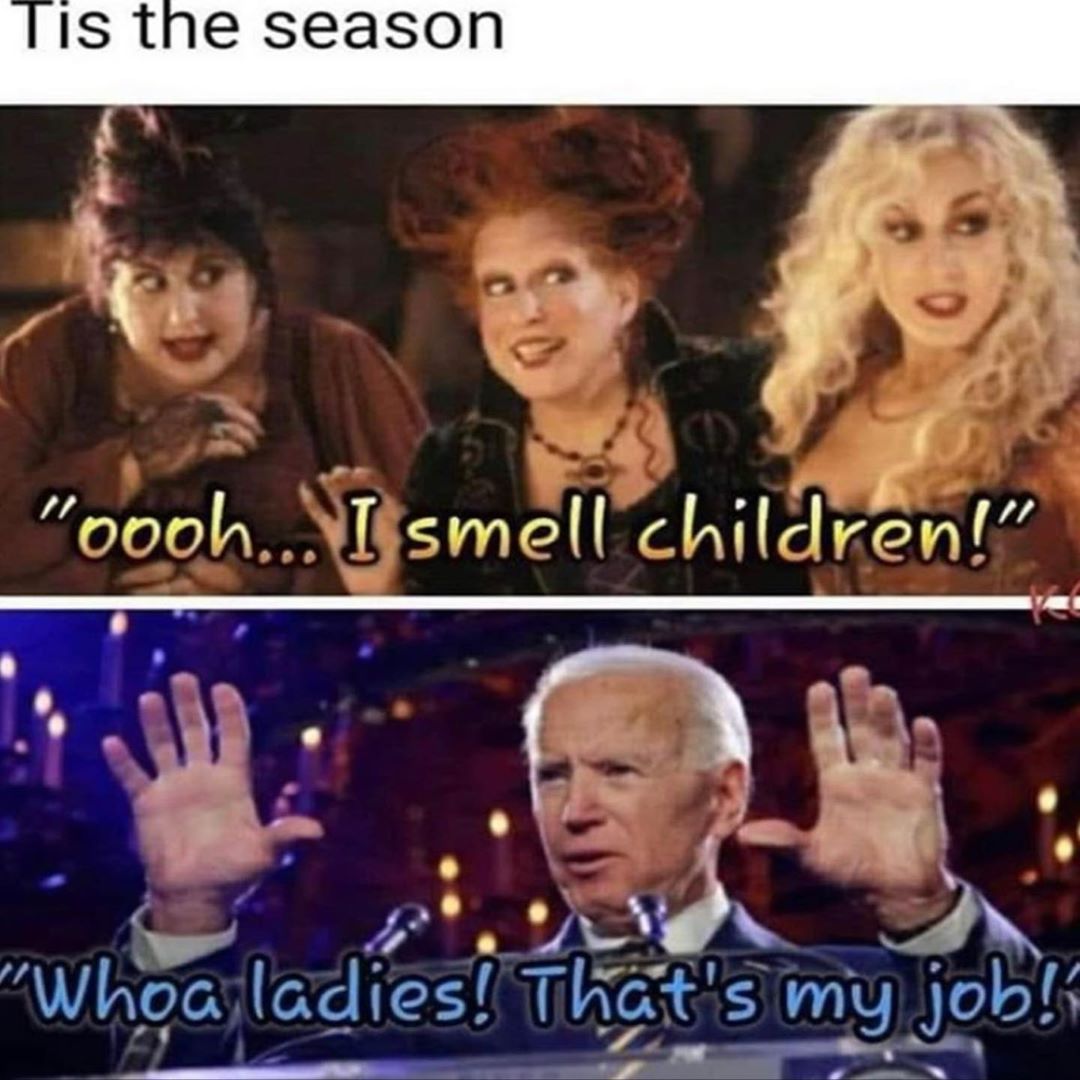 Tis the season
"oooh... I smell children!"
"Whoa ladies! That's my job!"